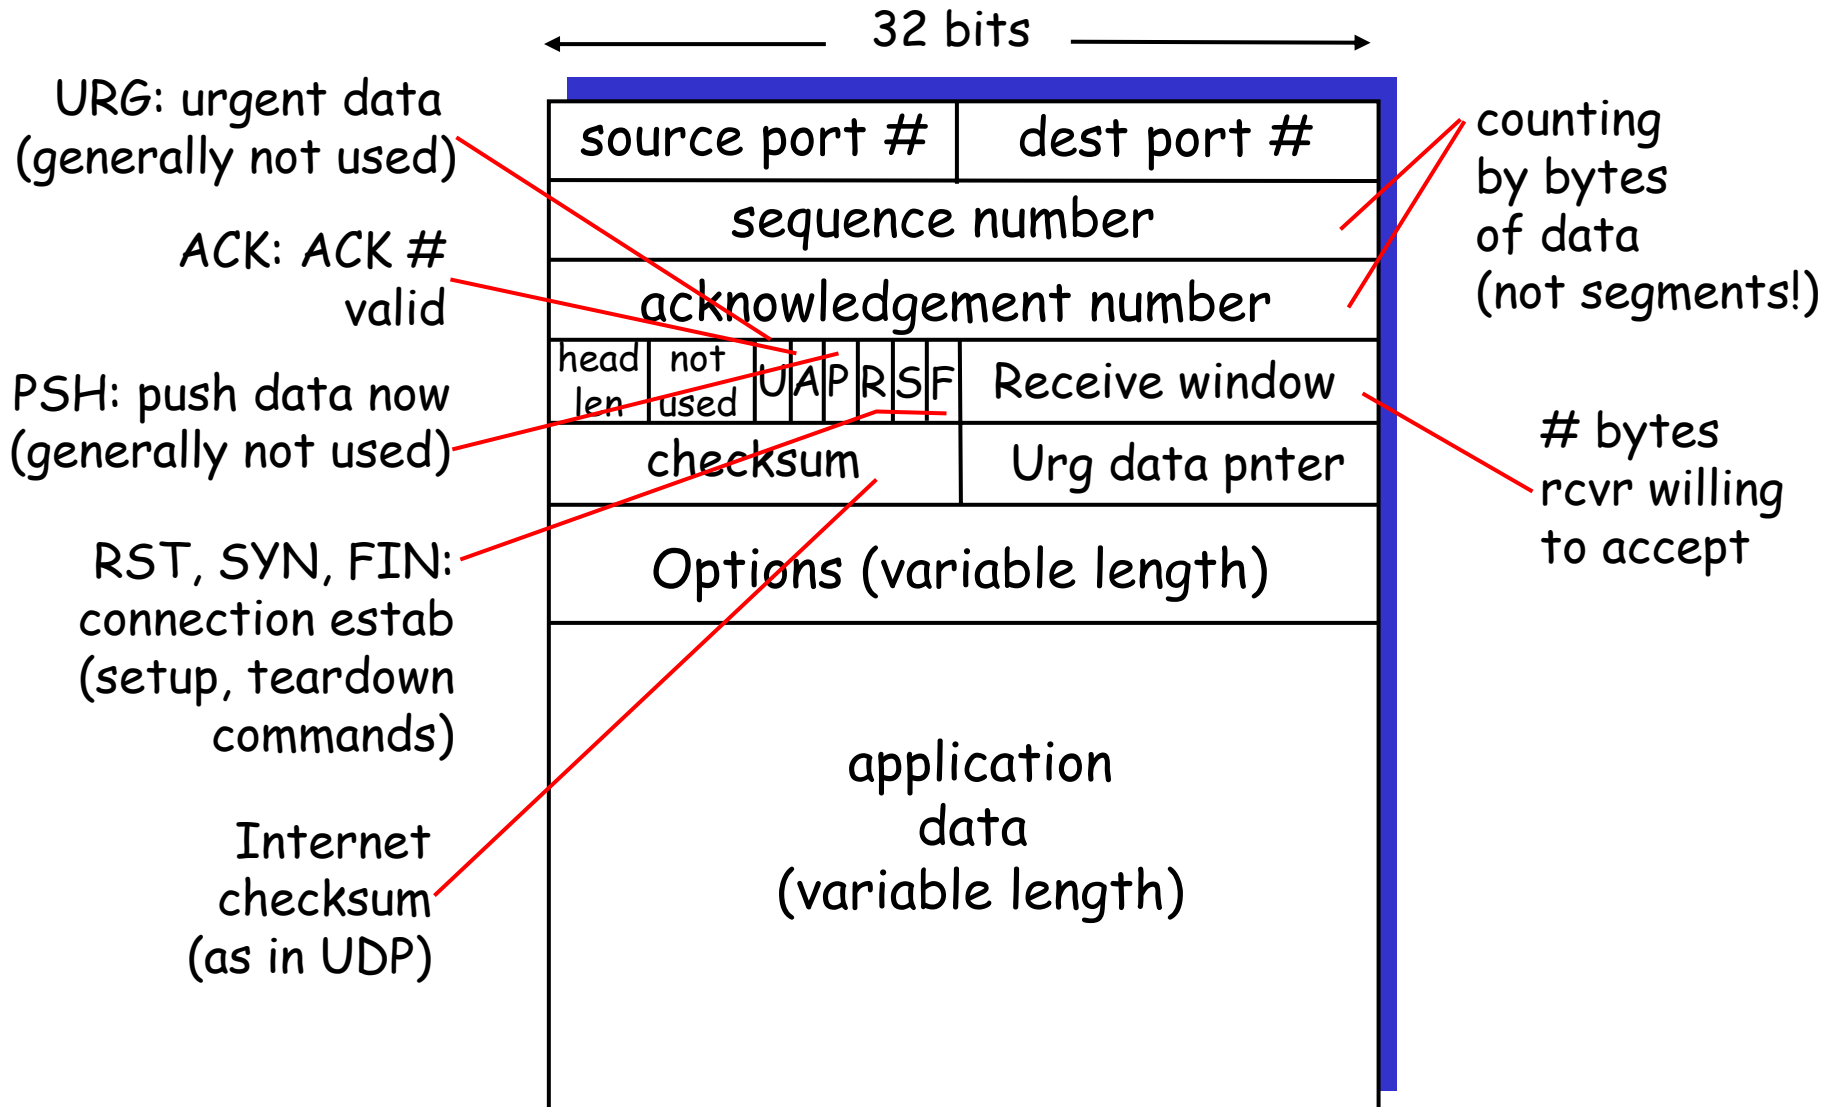 32 bits
URG: urgent data
(generally not used)
ACK: ACK #
valid
PSH: push data now
(generally not used)
RST, SYN, FIN:
connection estab
(setup, teardown
commands)
Internet
checksum
(as in UDP)
source port #
dest port #
sequence number
acknowledgement number
head
len
not
used
U
A
P
R
S
F
Receive window
checksum
Urg data pnter
Options (variable length)
application
data
(variable length)
counting
by bytes
of data
(not segments!)
# bytes
rcvr willing
to accept